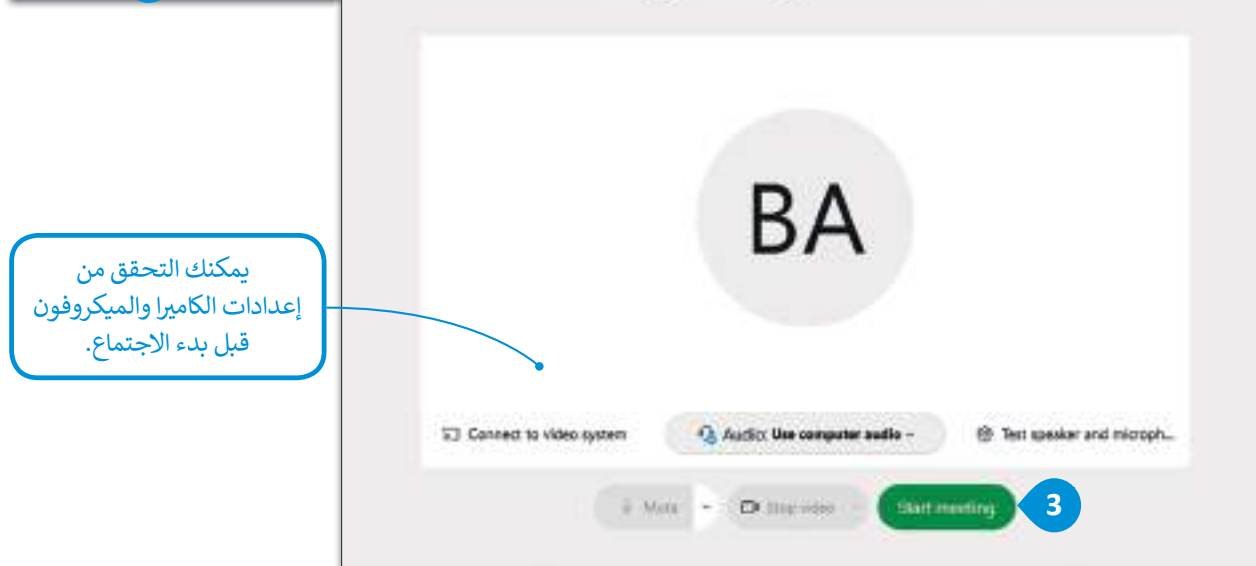 BA
يمكنك التحقق من
إعدادات الكاميرا والميكروفون
قبل بدء الاجتماع.
Connect to video system
Audio: Use computer audio
Test speaker and microph...
Mute
Stop video
Start meeting
3